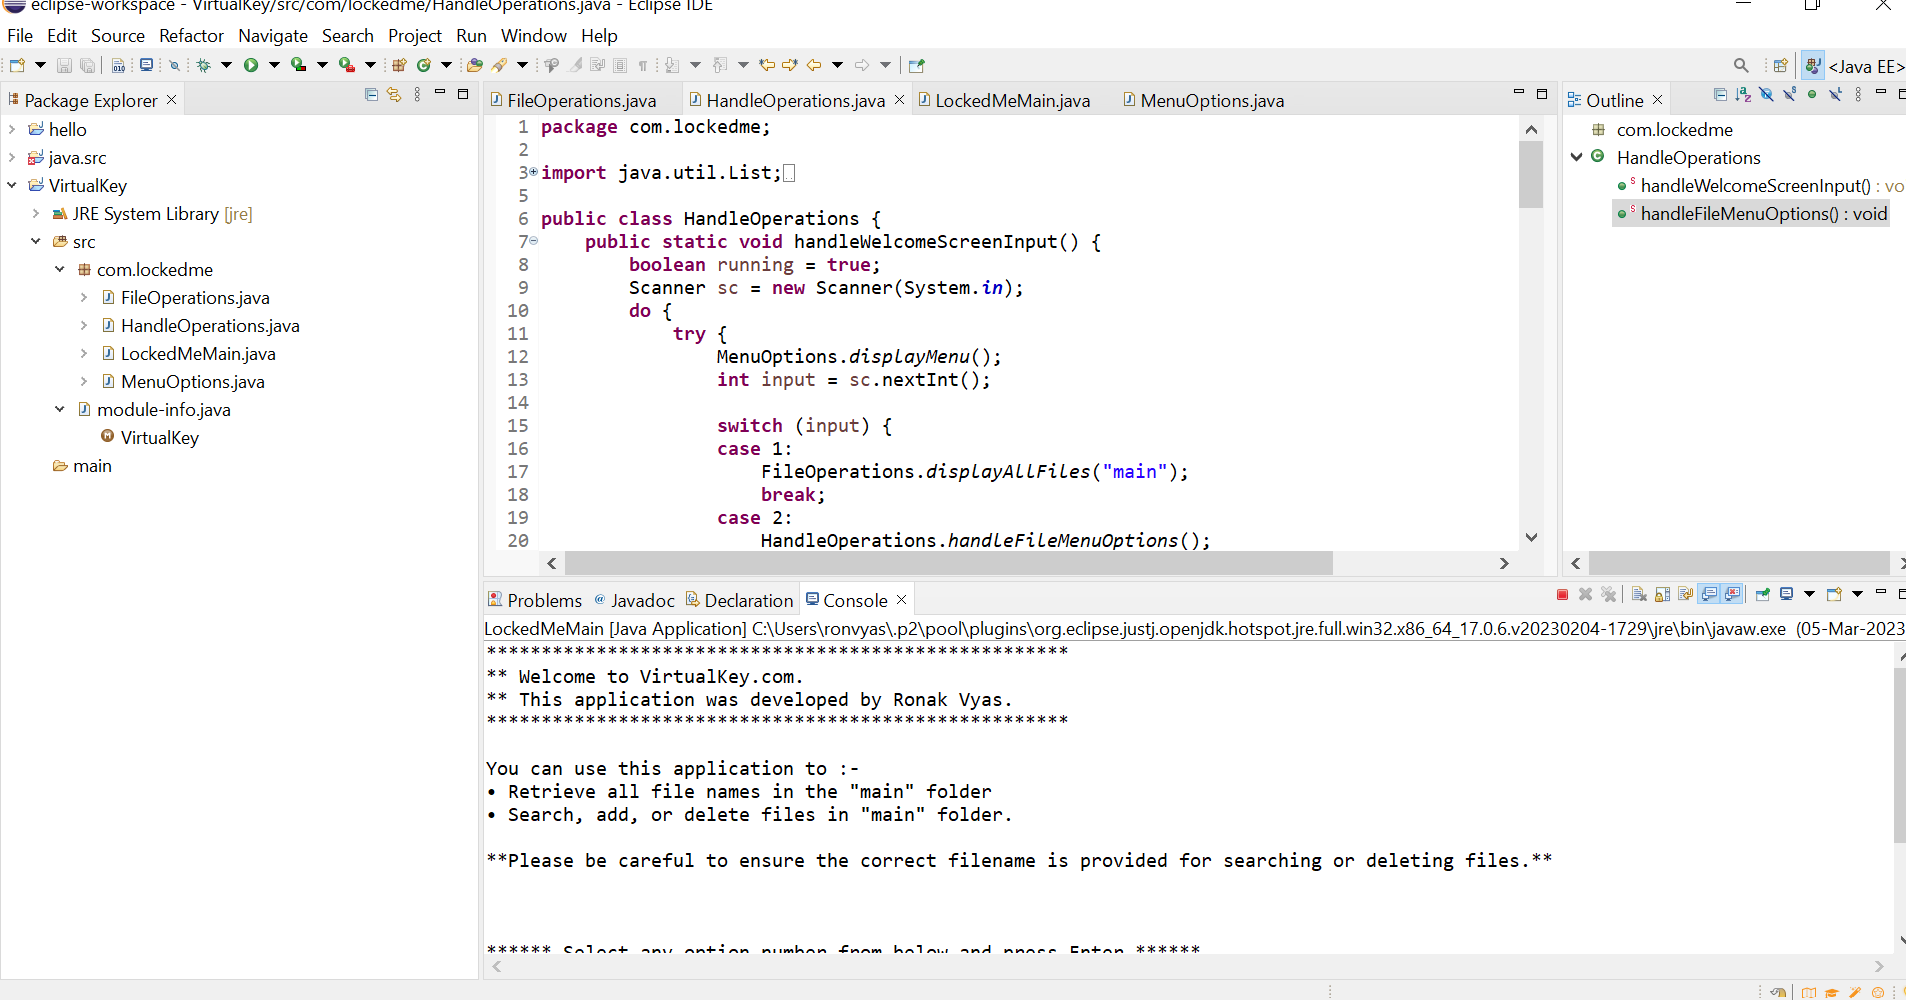 eclipse-workspace - VirtualKey/src/com/lockedme/HandleOperations.java - Eclipse IDE
File Edit Source Refactor Navigate Search Project Run Window Help
<Java EE>
Package Explorer
hello
java.src
VirtualKey
JRE System Library [jre]
src
com.lockedme
FileOperations.java
HandleOperations.java
LockedMeMain.java
MenuOptions.java
module-info.java
VirtualKey
main
FileOperations.java HandleOperations.java LockedMeMain.java MenuOptions.java
1 package com.lockedme;
2
3 import java.util.List;
5
6 public class HandleOperations {
7 public static void handleWelcomeScreenInput() {
8 boolean running = true;
9 Scanner sc = new Scanner(System.in);
10 do {
11 try {
12 MenuOptions.displayMenu();
13 int input = sc.nextInt();
14
15 switch (input) {
16 case 1:
17 FileOperations.displayAllFiles("main");
18 break;
19 case 2:
20 HandleOperations.handleFileMenuOptions();
Outline
com.lockedme
HandleOperations
handleWelcomeScreenInput() : vo
handleFileMenuOptions() : void
Problems @ Javadoc Declaration Console
LockedMeMain [Java Application] C:\Users\ronvyas\.p2\pool\plugins\org.eclipse.justj.openjdk.hotspot.jre.full.win32.x86_64_17.0.6.v20230204-1729\jre\bin\javaw.exe (05-Mar-2023
*****************************************************
** Welcome to VirtualKey.com.
** This application was developed by Ronak Vyas.
*****************************************************
You can use this application to :-
• Retrieve all file names in the "main" folder
• Search, add, or delete files in "main" folder.
**Please be careful to ensure the correct filename is provided for searching or deleting files.**
****** Select any option number from below and press Enter ******